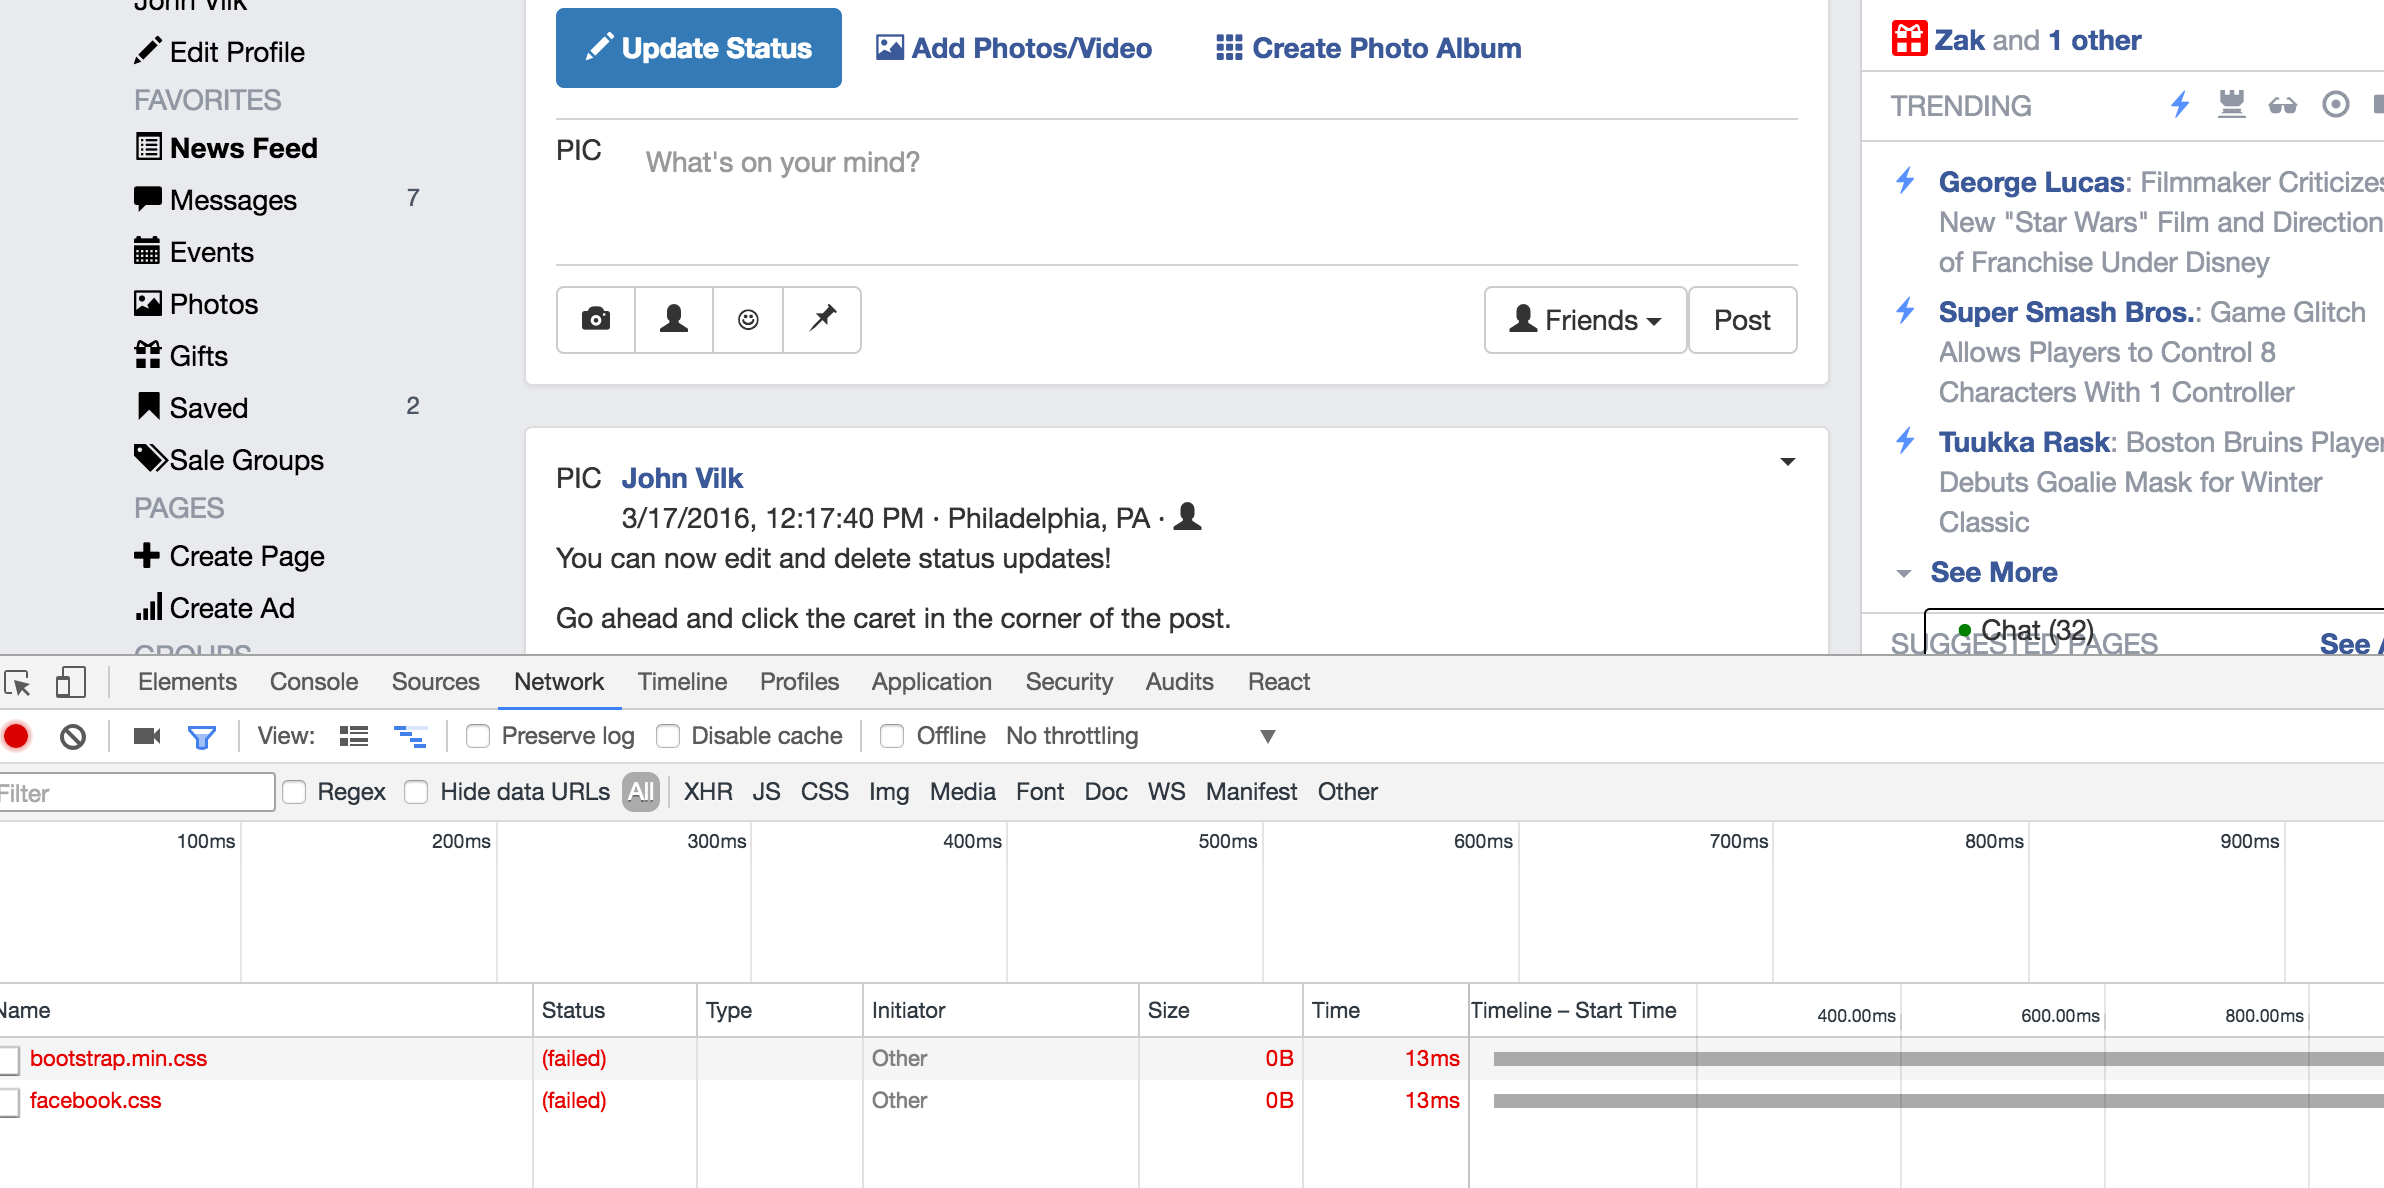 John Vilk
Edit Profile
FAVORITES
News Feed
Messages 7
Events
Photos
Gifts
Saved 2
Sale Groups
PAGES
Create Page
Create Ad
GROUPS
Update Status Add Photos/Video Create Photo Album
PIC What's on your mind?
Friends Post
PIC John Vilk
3/17/2016, 12:17:40 PM · Philadelphia, PA ·
You can now edit and delete status updates!
Go ahead and click the caret in the corner of the post.
Zak and 1 other
TRENDING
George Lucas: Filmmaker Criticizes
New "Star Wars" Film and Direction
of Franchise Under Disney
Super Smash Bros.: Game Glitch
Allows Players to Control 8
Characters With 1 Controller
Tuukka Rask: Boston Bruins Player
Debuts Goalie Mask for Winter
Classic
See More
Chat (32)
SUGGESTED PAGES See A
Elements Console Sources Network Timeline Profiles Application Security Audits React
View: Preserve log Disable cache Offline No throttling
Filter Regex Hide data URLs All XHR JS CSS Img Media Font Doc WS Manifest Other
100ms 200ms 300ms 400ms 500ms 600ms 700ms 800ms 900ms
Name Status Type Initiator Size Time Timeline – Start Time 400.00ms 600.00ms 800.00ms
bootstrap.min.css (failed) Other 0B 13ms
facebook.css (failed) Other 0B 13ms